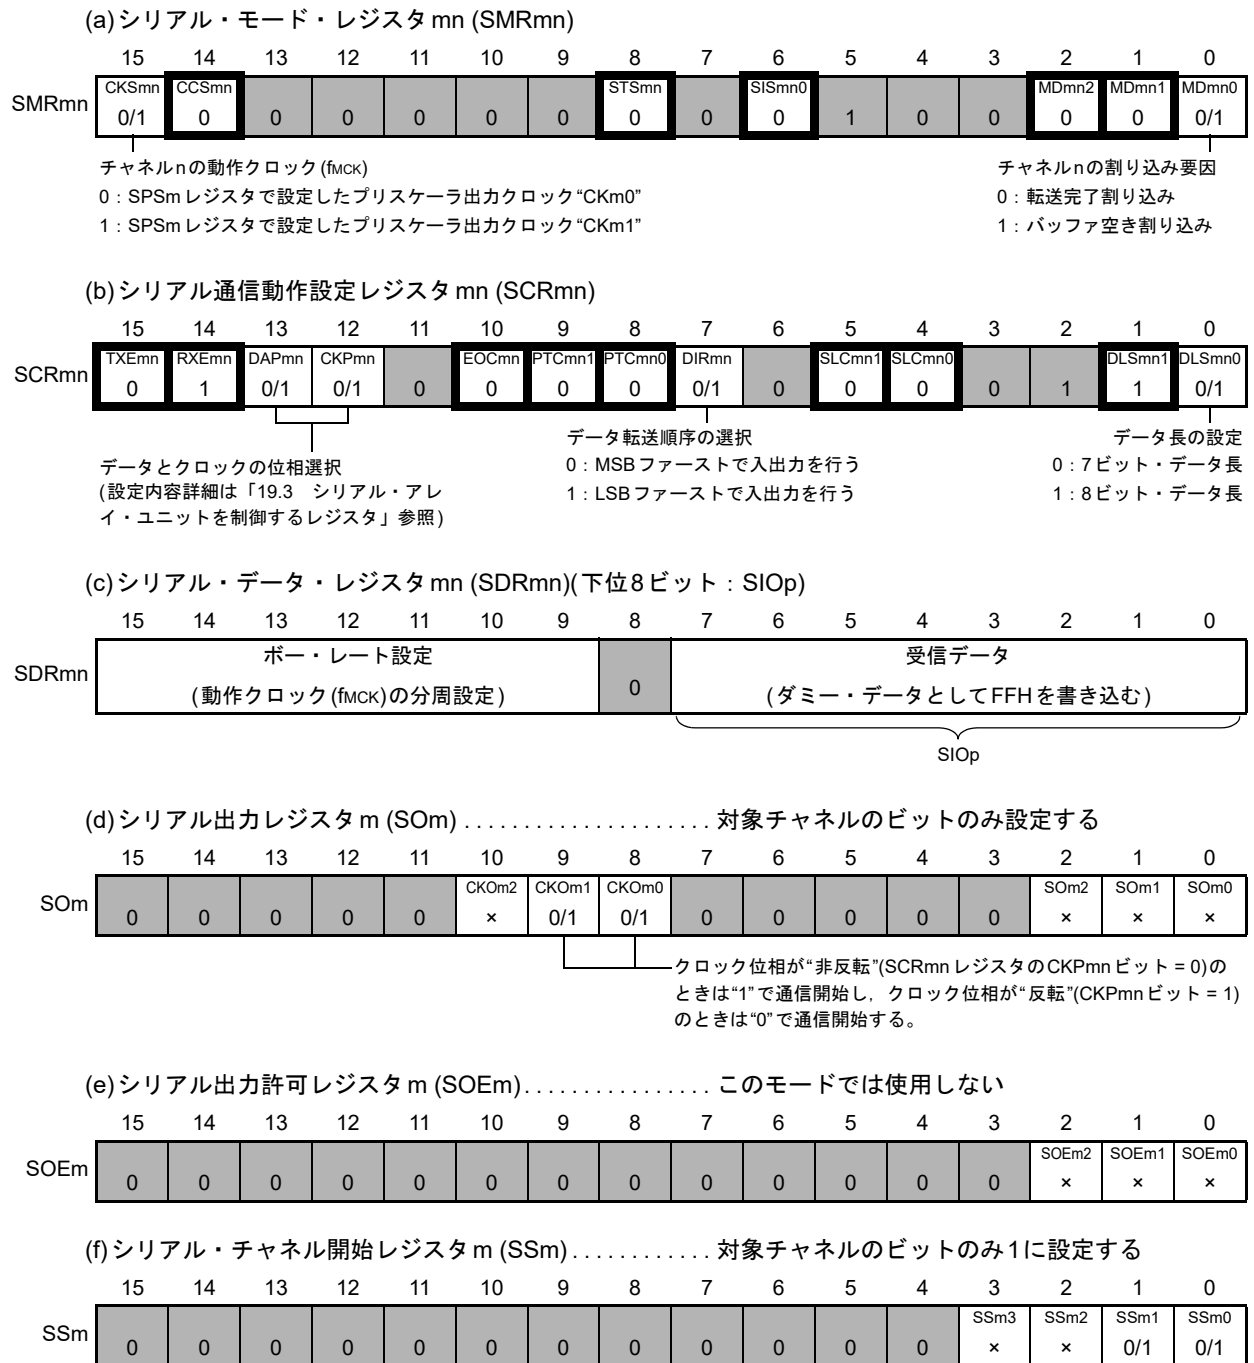 (a)シリアル・モード・レジスタmn (SMRmn)
15 14 13 12 11 10 9 8 7 6 5 4 3 2 1 0
CKSmn CCSmn STSmn SISmn0 MDmn2 MDmn1 MDmn0
SMRmn 0/1 0 0 0 0 0 0 0 0 0 1 0 0 0 0 0/1
チャネルnの動作クロック(fMCK)
0：SPSmレジスタで設定したプリスケーラ出力クロック“CKm0”
1：SPSmレジスタで設定したプリスケーラ出力クロック“CKm1”
チャネルnの割り込み要因
0：転送完了割り込み
1：バッファ空き割り込み
(b)シリアル通信動作設定レジスタmn (SCRmn)
15 14 13 12 11 10 9 8 7 6 5 4 3 2 1 0
TXEmn RXEmn DAPmn CKPmn EOCmn PTCmn1 PTCmn0 DIRmn SLCmn1 SLCmn0 DLSmn1 DLSmn0
SCRmn 0 1 0/1 0/1 0 0 0 0 0/1 0 0 0 0 1 1 0/1
データとクロックの位相選択
(設定内容詳細は「19.3 シリアル・アレ
イ・ユニットを制御するレジスタ」参照)
データ転送順序の選択
0：MSBファーストで入出力を行う
1：LSBファーストで入出力を行う
データ長の設定
0：7ビット・データ長
1：8ビット・データ長
(c)シリアル・データ・レジスタmn (SDRmn)(下位8ビット：SIOp)
15 14 13 12 11 10 9 8 7 6 5 4 3 2 1 0
SDRmn ボー・レート設定
(動作クロック(fMCK)の分周設定)
0
受信データ
(ダミー・データとしてFFHを書き込む)
SIOp
(d)シリアル出力レジスタm (SOm) . . . . . . . . . . . . . . . . . . . . . 対象チャネルのビットのみ設定する
15 14 13 12 11 10 9 8 7 6 5 4 3 2 1 0
CKOm2 CKOm1 CKOm0 SOm2 SOm1 SOm0
SOm 0 0 0 0 0 × 0/1 0/1 0 0 0 0 0 × × ×
クロック位相が“非反転”(SCRmnレジスタのCKPmnビット = 0)の
ときは“1”で通信開始し，クロック位相が“反転”(CKPmnビット = 1)
のときは“0”で通信開始する。
(e)シリアル出力許可レジスタm (SOEm). . . . . . . . . . . . . . . . このモードでは使用しない
15 14 13 12 11 10 9 8 7 6 5 4 3 2 1 0
SOEm2 SOEm1 SOEm0
SOEm 0 0 0 0 0 0 0 0 0 0 0 0 0 × × ×
(f)シリアル・チャネル開始レジスタm (SSm). . . . . . . . . . . . 対象チャネルのビットのみ1に設定する
15 14 13 12 11 10 9 8 7 6 5 4 3 2 1 0
SSm3 SSm2 SSm1 SSm0
SSm 0 0 0 0 0 0 0 0 0 0 0 0 × × 0/1 0/1